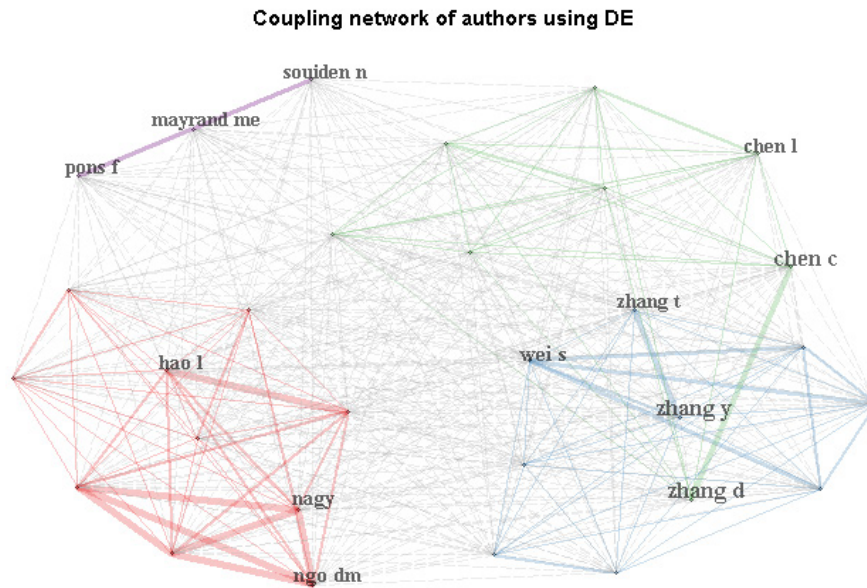 Coupling network of authors using DE
souiden n
mayrand me
pons f
chen l
chen c
zhang t
wei s
hao l
zhang y
zhang d
nagy
ngo dm